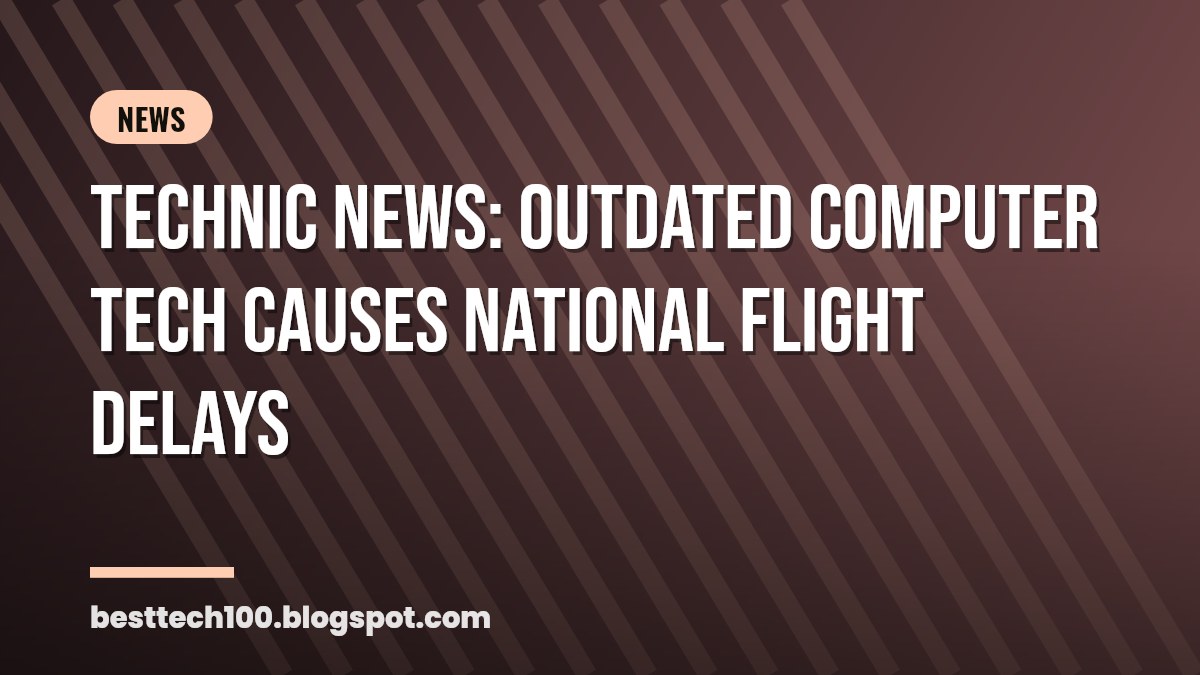 NEWS
TECHNIC NEWS: OUTDATED COMPUTER
TECH CAUSES NATIONAL FLIGHT
DELAYS
besttech100.blogspot.com